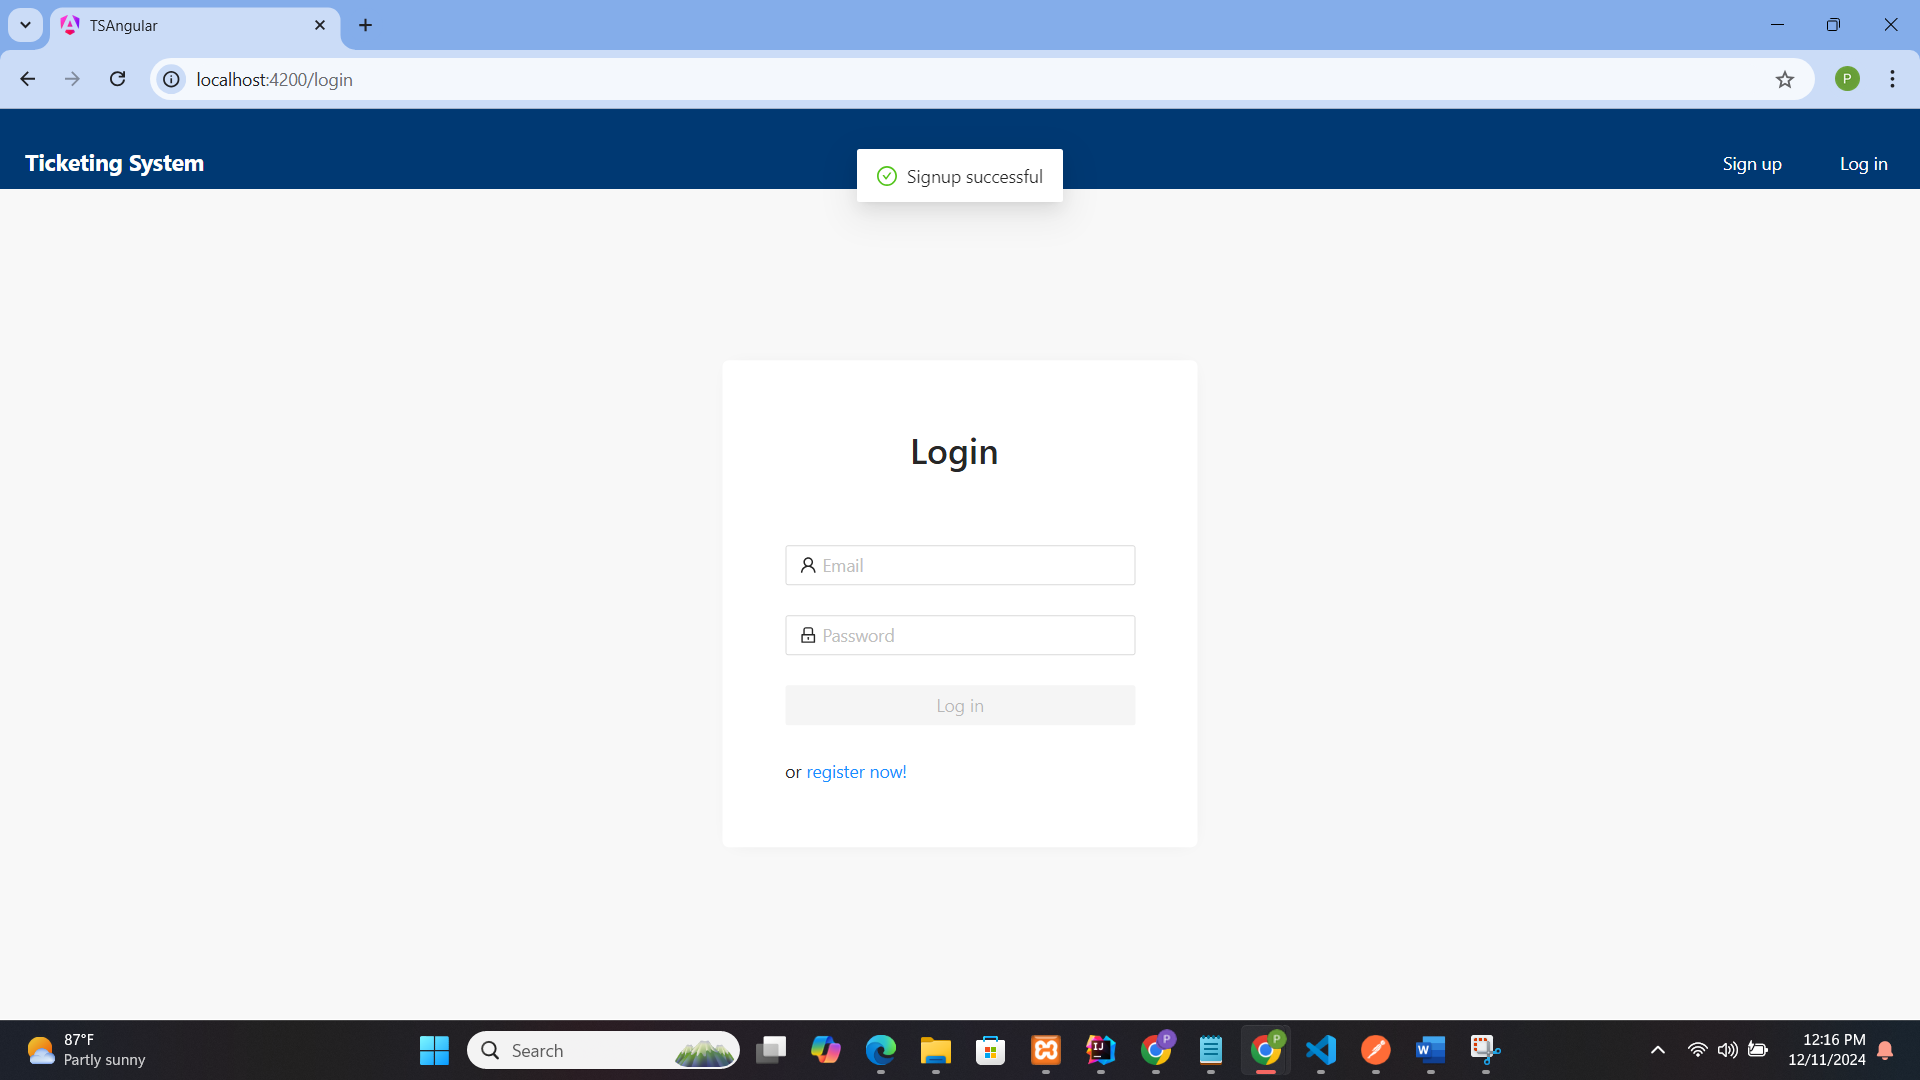 TSAngular
localhost:4200/login
P
Ticketing System
Signup successful
Sign up
Log in
Login
Email
Password
Log in
or register now!
87°F
Partly sunny
Search
IJ
P
P
W
12:16 PM
12/11/2024